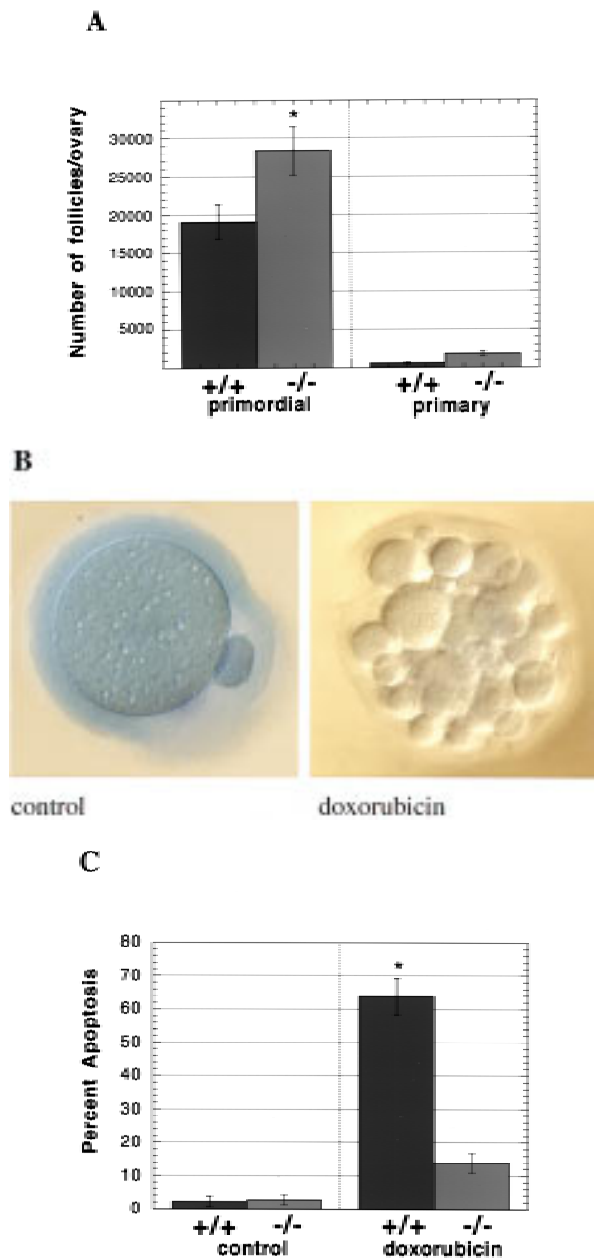 A
Number of follicles/ovary
30000
25000
20000
15000
10000
5000
*
+/+ -/- +/+ -/-
primordial primary
B
control doxorubicin
C
Percent Apoptosis
80
70
60
50
40
30
20
10
0
*
+/+ -/- +/+ -/-
control doxorubicin